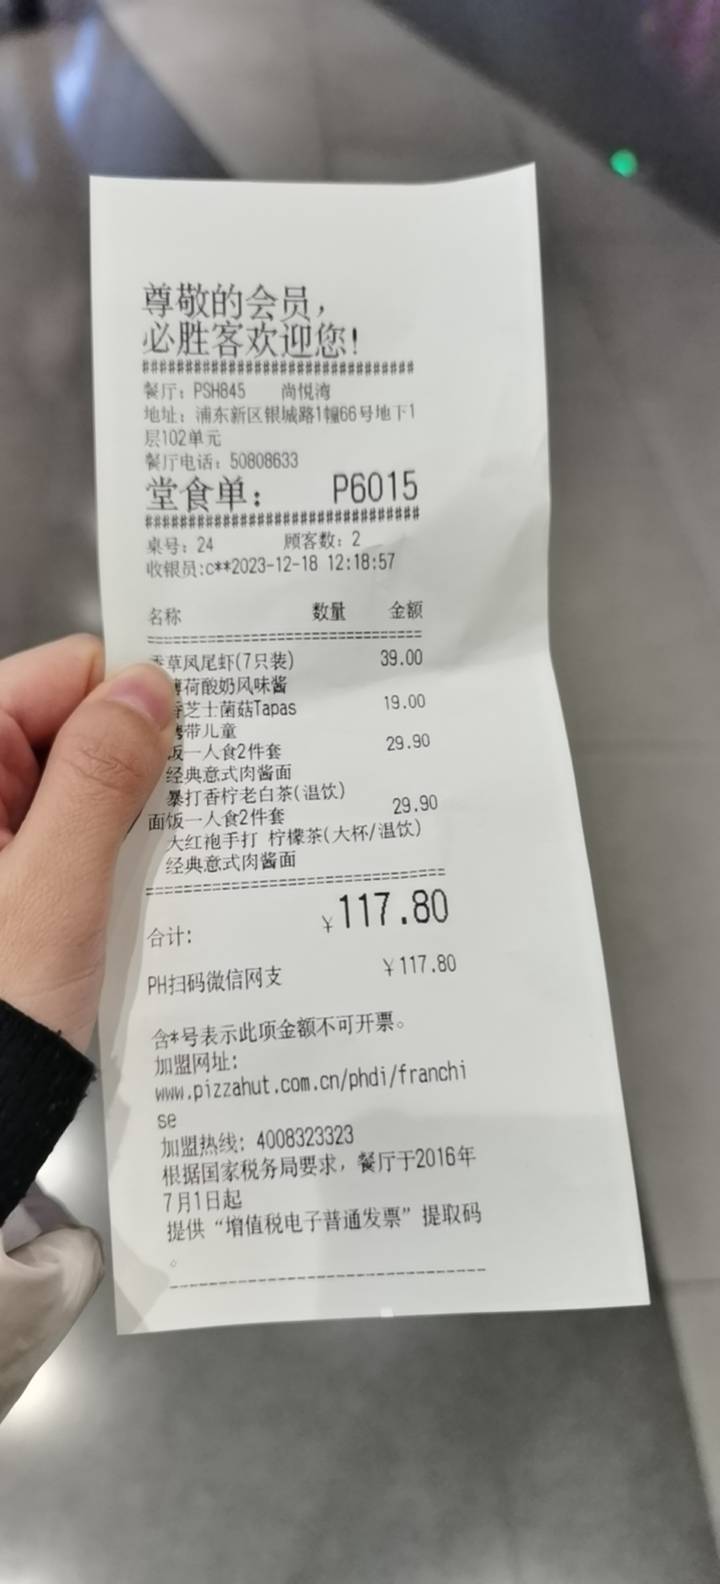 尊敬的会员，
必胜客欢迎您!
################################
餐厅: PSH845 尚悦湾
地址: 浦东新区银城路1幢66号地下1
层102单元
餐厅电话: 50808633
堂食单: P6015
################################
桌号: 24 顾客数: 2
收银员:c**2023-12-18 12:18:57
名称 数量 金额
================================
草凤尾虾(7只装) 39.00
薄荷酸奶风味酱
芝士菌菇Tapas 19.00
携带儿童
饭一人食2件套 29.90
经典意式肉酱面
暴打香柠老白茶(温饮)
面饭一人食2件套 29.90
大红袍手打 柠檬茶(大杯/温饮)
经典意式肉酱面
================================
合计: ￥117.80
PH扫码微信网支 ￥117.80
含*号表示此项金额不可开票。
加盟网址:
www.pizzahut.com.cn/phdi/franchi
se
加盟热线: 4008323323
根据国家税务局要求，餐厅于2016年
7月1日起
提供“增值税电子普通发票”提取码
。
--------------------------------